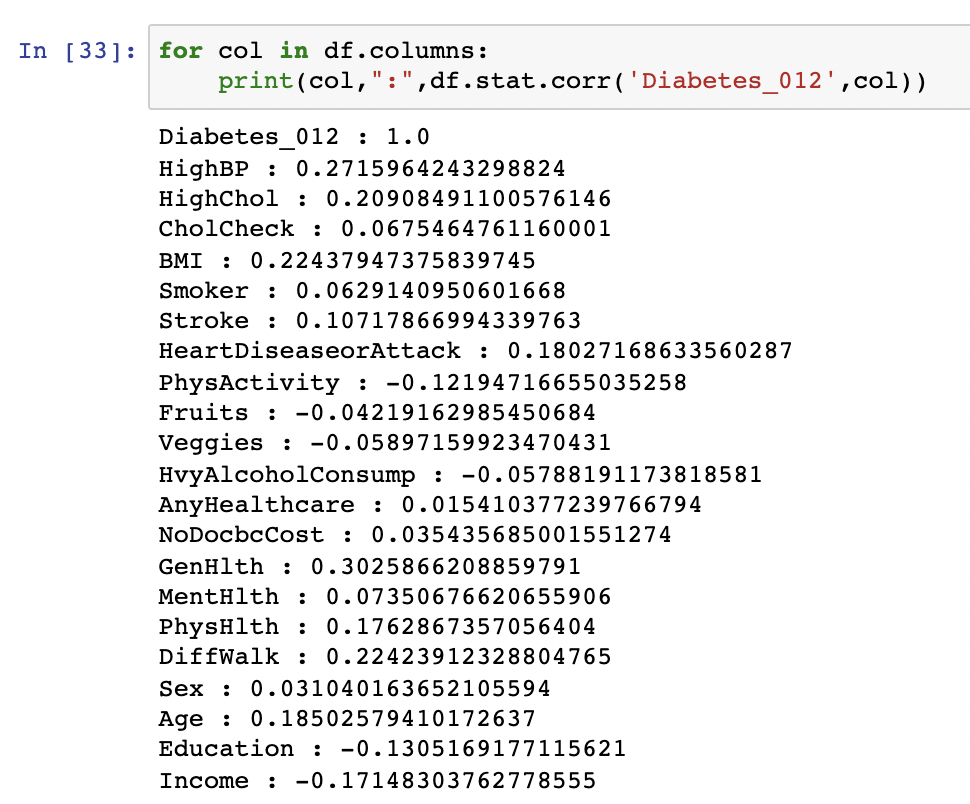 In [33]: for col in df.columns:
    print(col,":",df.stat.corr('Diabetes_012',col))
Diabetes_012 : 1.0
HighBP : 0.2715964243298824
HighChol : 0.20908491100576146
CholCheck : 0.0675464761160001
BMI : 0.22437947375839745
Smoker : 0.0629140950601668
Stroke : 0.10717866994339763
HeartDiseaseorAttack : 0.18027168633560287
PhysActivity : -0.12194716655035258
Fruits : -0.04219162985450684
Veggies : -0.05897159923470431
HvyAlcoholConsump : -0.05788191173818581
AnyHealthcare : 0.015410377239766794
NoDocbcCost : 0.035435685001551274
GenHlth : 0.3025866208859791
MentHlth : 0.07350676620655906
PhysHlth : 0.1762867357056404
DiffWalk : 0.22423912328804765
Sex : 0.0310401636521055​94
Age : 0.18502579410172637
Education : -0.1305169177115621
Income : -0.17148303762778555